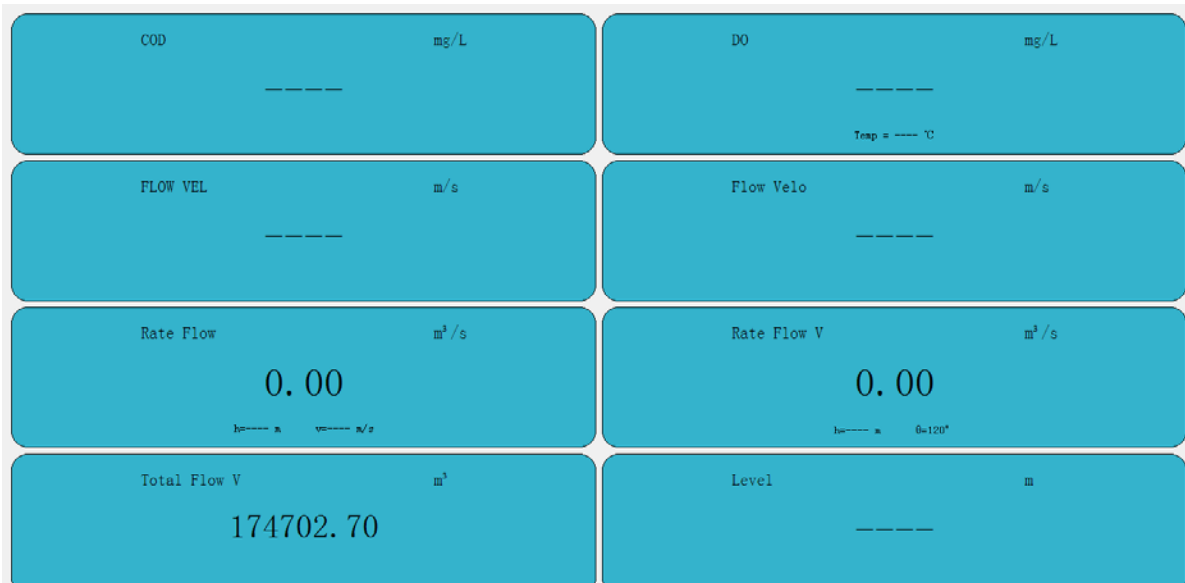 COD mg/L
————
DO mg/L
————
Temp = ---- ℃
FLOW VEL m/s
————
Flow Velo m/s
————
Rate Flow m³/s
0.00
h=---- m v=---- m/s
Rate Flow V m³/s
0.00
h=---- m θ=120°
Total Flow V m³
174702.70
Level m
————